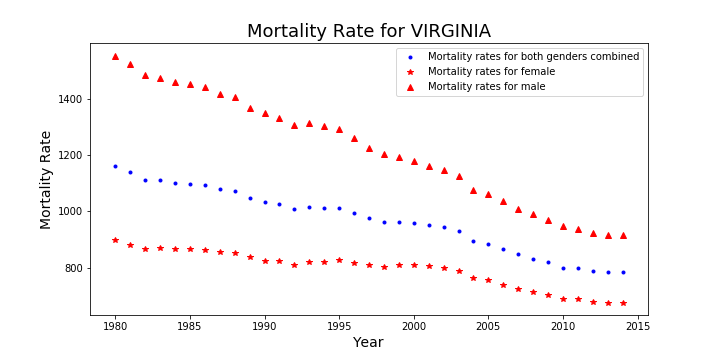 Mortality Rate for VIRGINIA
Mortality rates for both genders combined
Mortality rates for female
Mortality rates for male
Mortality Rate
1400
1200
1000
800
1980 1985 1990 1995 2000 2005 2010 2015
Year